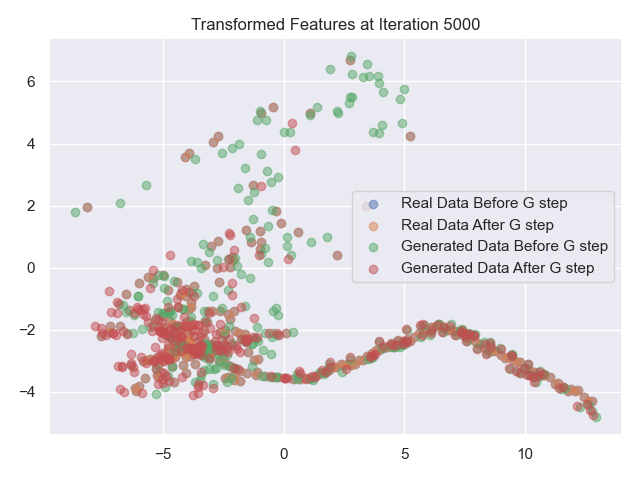 Transformed Features at Iteration 5000
6
4
2
0
−2
−4
Real Data Before G step
Real Data After G step
Generated Data Before G step
Generated Data After G step
−5
0
5
10